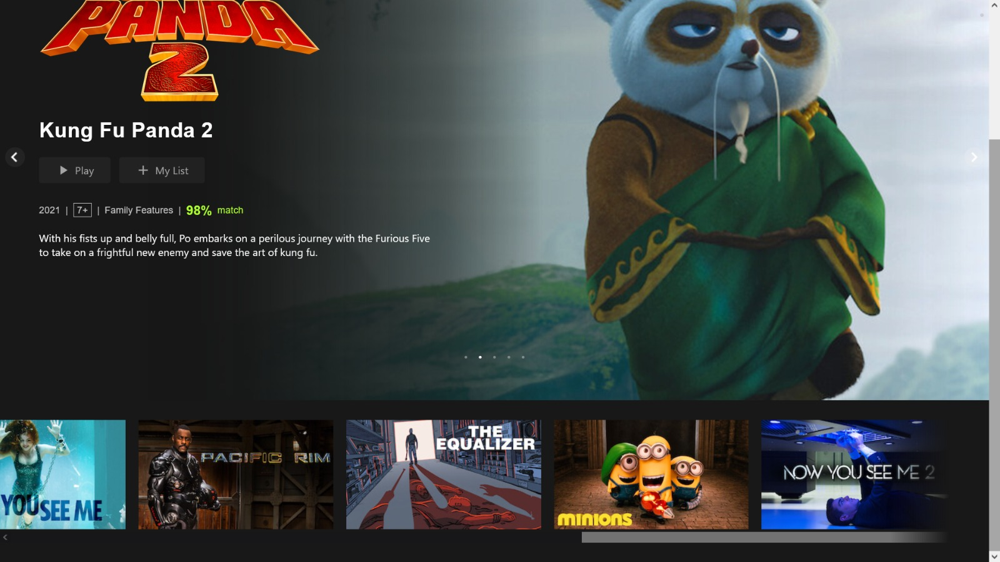 PANDA
2
Kung Fu Panda 2
Play
My List
2021 | 7+ | Family Features | 98% match
With his fists up and belly full, Po embarks on a perilous journey with the Furious Five
to take on a frightful new enemy and save the art of kung fu.
YOU SEE ME
PACIFIC RIM
THE
EQUALIZER
MINIONS
NOW YOU SEE ME 2